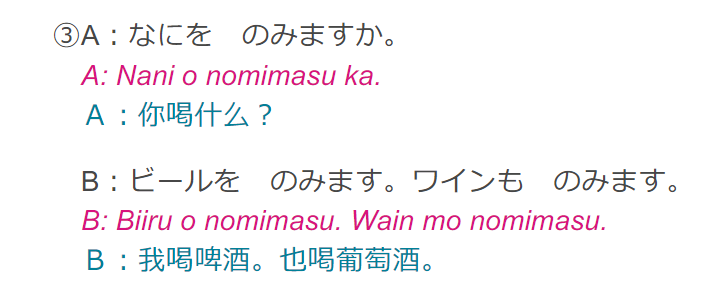 ③A：なにを　のみますか。
A: Nani o nomimasu ka.
A：你喝什么？
B：ビールを　のみます。ワインも　のみます。
B: Biiru o nomimasu. Wain mo nomimasu.
B：我喝啤酒。也喝葡萄酒。